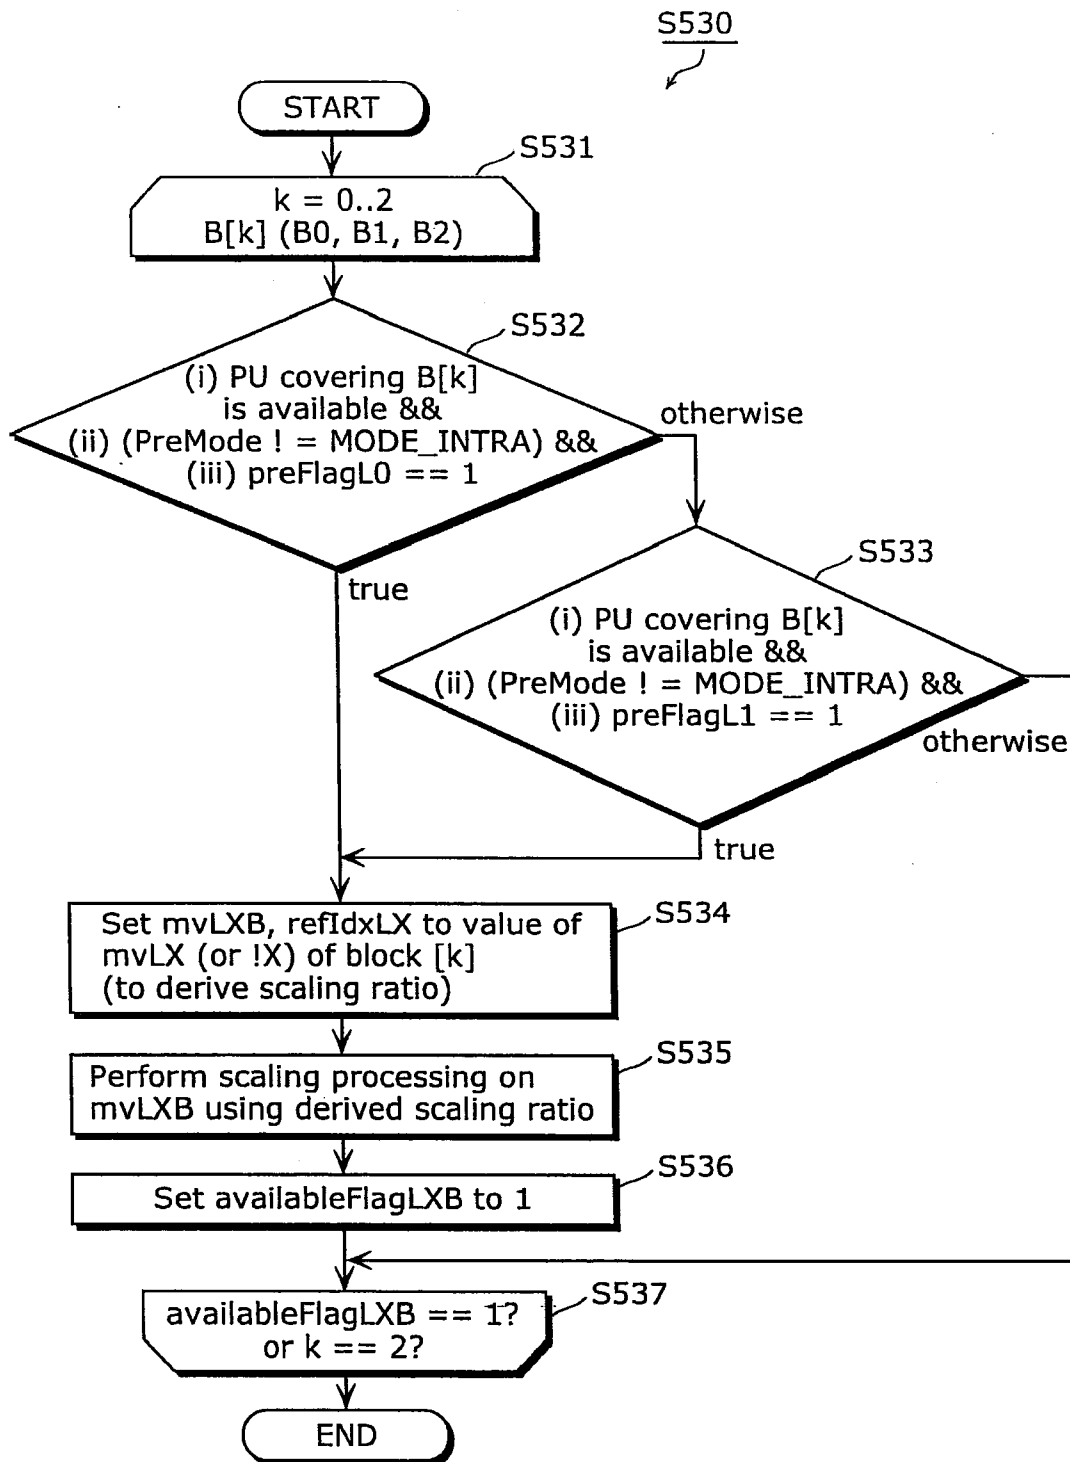 S530
START
S531
k = 0..2
B[k] (B0, B1, B2)
S532
(i) PU covering B[k]
is available &&
(ii) (PreMode ! = MODE_INTRA) &&
(iii) preFlagL0 == 1
otherwise
true
S533
(i) PU covering B[k]
is available &&
(ii) (PreMode ! = MODE_INTRA) &&
(iii) preFlagL1 == 1
otherwise
true
S534
Set mvLXB, refIdxLX to value of
mvLX (or !X) of block [k]
(to derive scaling ratio)
S535
Perform scaling processing on
mvLXB using derived scaling ratio
S536
Set availableFlagLXB to 1
S537
availableFlagLXB == 1?
or k == 2?
END